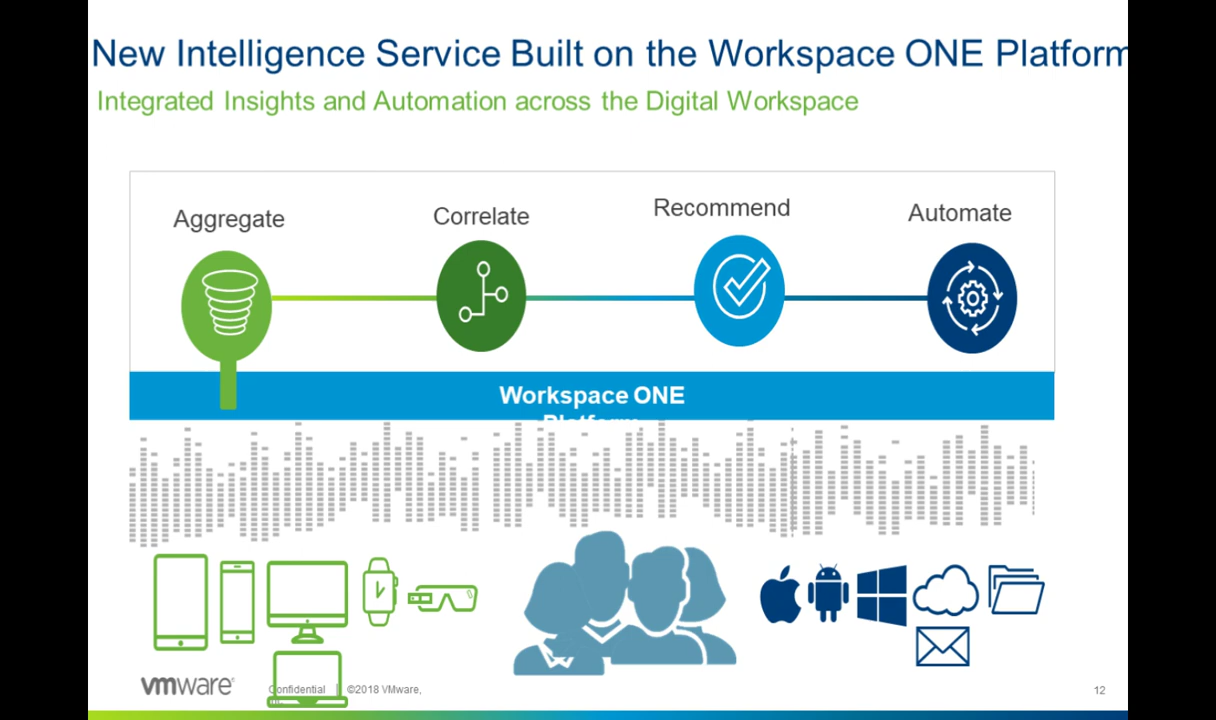 New Intelligence Service Built on the Workspace ONE Platform
Integrated Insights and Automation across the Digital Workspace
Aggregate
Correlate
Recommend
Automate
Workspace ONE
Platform
vmware
Confidential | ©2018 VMware,
12